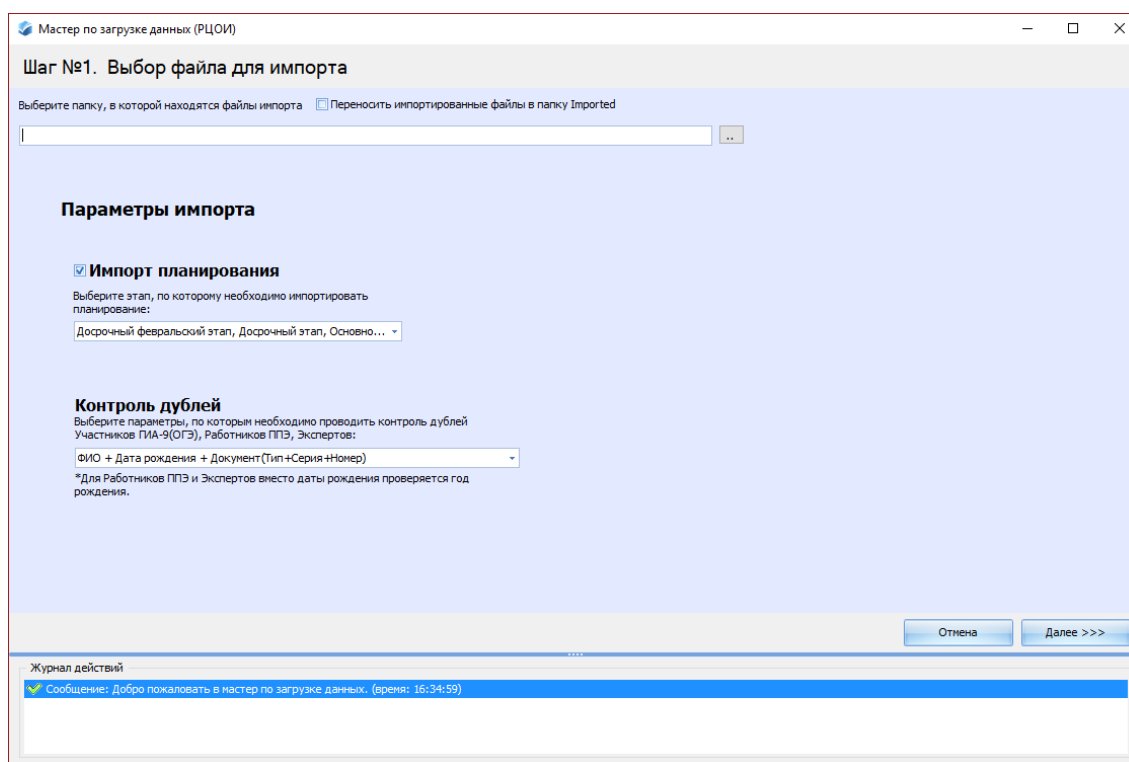 Мастер по загрузке данных (РЦОИ)
Шаг №1. Выбор файла для импорта
Выберите папку, в которой находятся файлы импорта Переносить импортированные файлы в папку Imported
..
Параметры импорта
Импорт планирования
Выберите этап, по которому необходимо импортировать
планирование:
Досрочный февральский этап, Досрочный этап, Основно...
Контроль дублей
Выберите параметры, по которым необходимо проводить контроль дублей
Участников ГИА-9(ОГЭ), Работников ППЭ, Экспертов:
ФИО + Дата рождения + Документ(Тип+Серия+Номер)
*Для Работников ППЭ и Экспертов вместо даты рождения проверяется год
рождения.
Отмена Далее >>>
Журнал действий
Сообщение: Добро пожаловать в мастер по загрузке данных. (время: 16:34:59)